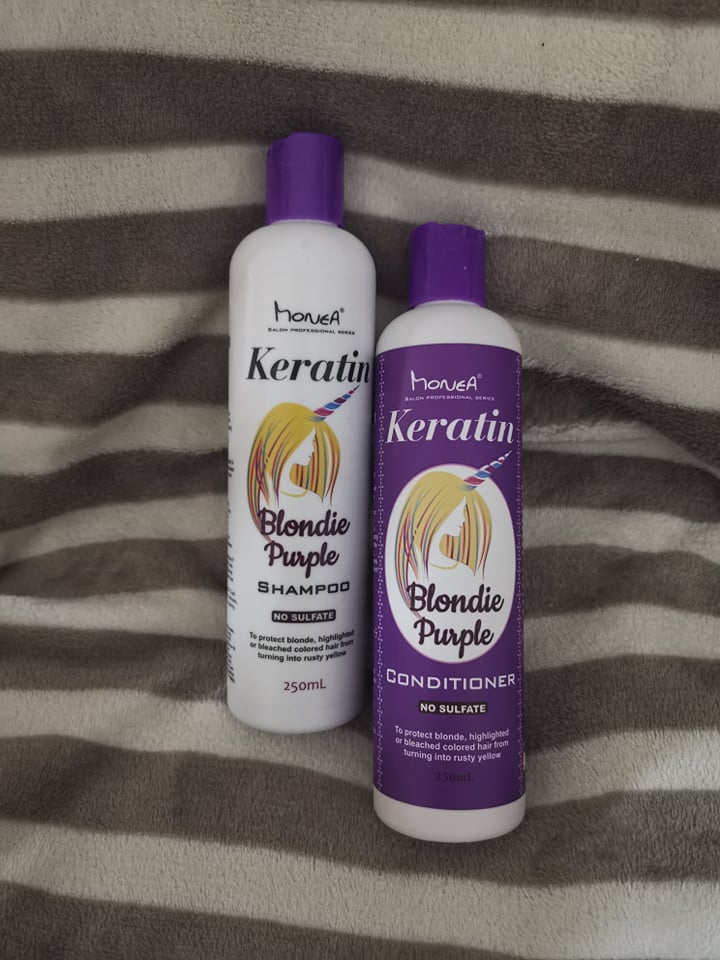 MONEA®
SALON PROFESSIONAL SERIES
Keratin
Blondie
Purple
SHAMPOO
NO SULFATE
To protect blonde, highlighted
or bleached colored hair from
turning into rusty yellow
250mL
MONEA®
SALON PROFESSIONAL SERIES
Keratin
Blondie
Purple
CONDITIONER
NO SULFATE
To protect blonde, highlighted
or bleached colored hair from
turning into rusty yellow
250mL